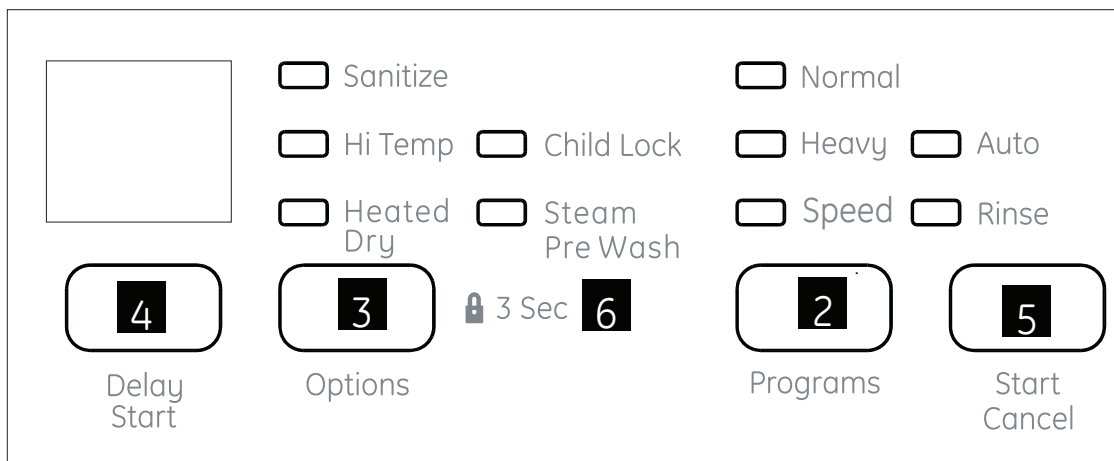 Sanitize
Normal
Hi Temp
Child Lock
Heavy
Auto
Heated
Dry
Steam
Pre Wash
Speed
Rinse
4
3
3 Sec
6
2
5
Delay
Start
Options
Programs
Start
Cancel